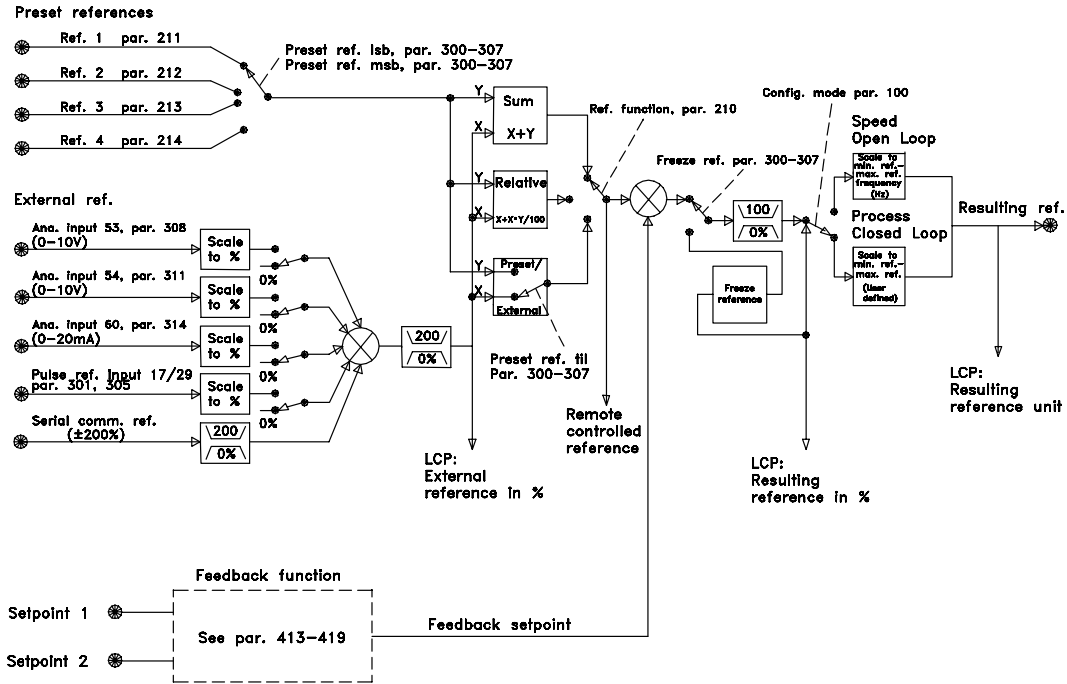 Preset references
Ref. 1 par. 211
Ref. 2 par. 212
Ref. 3 par. 213
Ref. 4 par. 214
Preset ref. lsb, par. 300-307
Preset ref. msb, par. 300-307
Y
X
Sum
X+Y
Y
X
Relative
X+X*Y/100
Y
X
Preset/
External
Ref. function, par. 210
Preset ref. til
Par. 300-307
External ref.
Ana. input 53, par. 308
(0-10V)
Scale
to %
0%
Ana. input 54, par. 311
(0-10V)
Scale
to %
0%
Ana. input 60, par. 314
(0-20mA)
Scale
to %
0%
Pulse ref. input 17/29
par. 301, 305
Scale
to %
0%
Serial comm. ref.
(±200%)
200
0%
200
0%
LCP:
External
reference in %
Remote
controlled
reference
Freeze ref. par. 300-307
100
0%
Freeze
reference
Config. mode par. 100
Speed
Open Loop
Scale to
min. ref.-
max. ref.
frequency
(Hz)
Process
Closed Loop
Scale to
min. ref.-
max. ref.
(User
defined)
Resulting ref.
LCP:
Resulting
reference unit
LCP:
Resulting
reference in %
Feedback function
Setpoint 1
Setpoint 2
See par. 413-419
Feedback setpoint